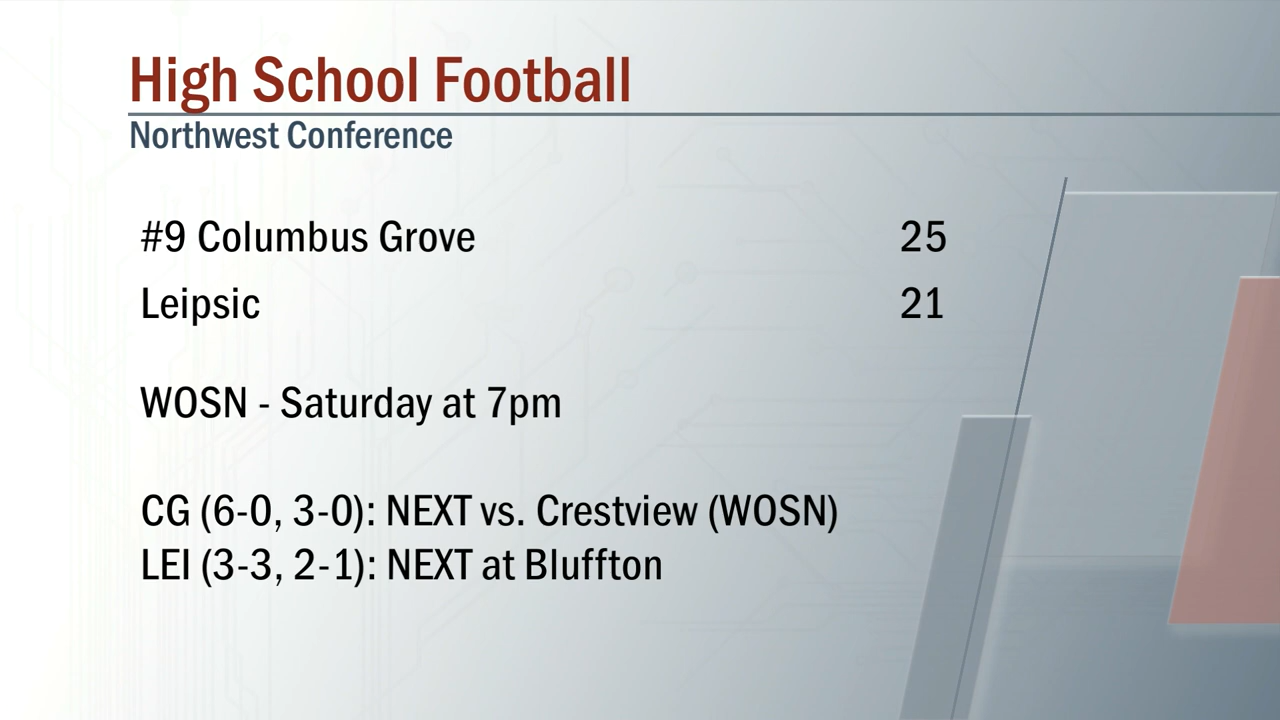 High School Football
Northwest Conference
#9 Columbus Grove 25
Leipsic 21
WOSN - Saturday at 7pm
CG (6-0, 3-0): NEXT vs. Crestview (WOSN)
LEI (3-3, 2-1): NEXT at Bluffton